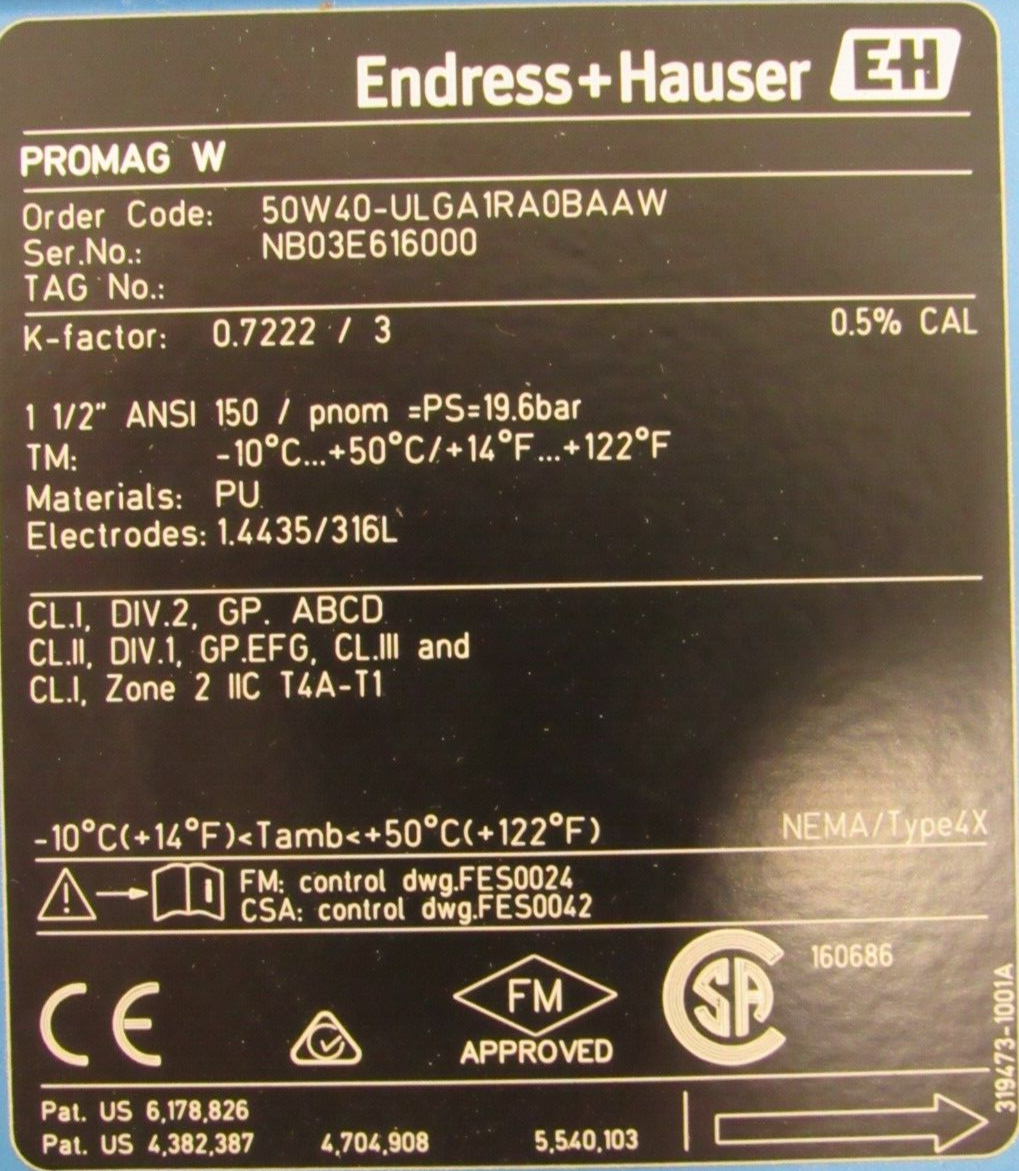 Endress+Hauser EH
PROMAG W
Order Code: 50W40-ULGA1RA0BAAW
Ser.No.: NB03E616000
TAG No.:
K-factor: 0.7222 / 3 0.5% CAL
1 1/2" ANSI 150 / pnom =PS=19.6bar
TM: -10°C...+50°C/+14°F...+122°F
Materials: PU
Electrodes: 1.4435/316L
CL.I, DIV.2, GP. ABCD
CL.II, DIV.1, GP.EFG, CL.III and
CL.I, Zone 2 IIC T4A-T1
-10°C(+14°F)<Tamb<+50°C(+122°F) NEMA/Type4X
FM: control dwg.FES0024
CSA: control dwg.FES0042
CE
FM
APPROVED
CSA
160686
319473-1001A
Pat. US 6,178,826
Pat. US 4,382,387 4,704,908 5,540,103